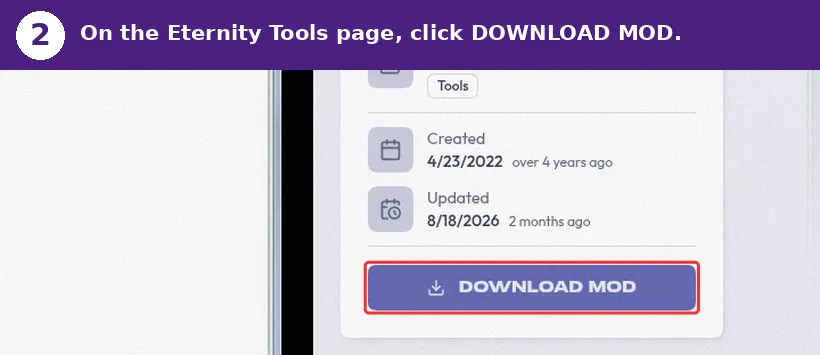 2
On the Eternity Tools page, click DOWNLOAD MOD.
Tools
Created
4/23/2022 over 4 years ago
Updated
8/18/2026 2 months ago
DOWNLOAD MOD